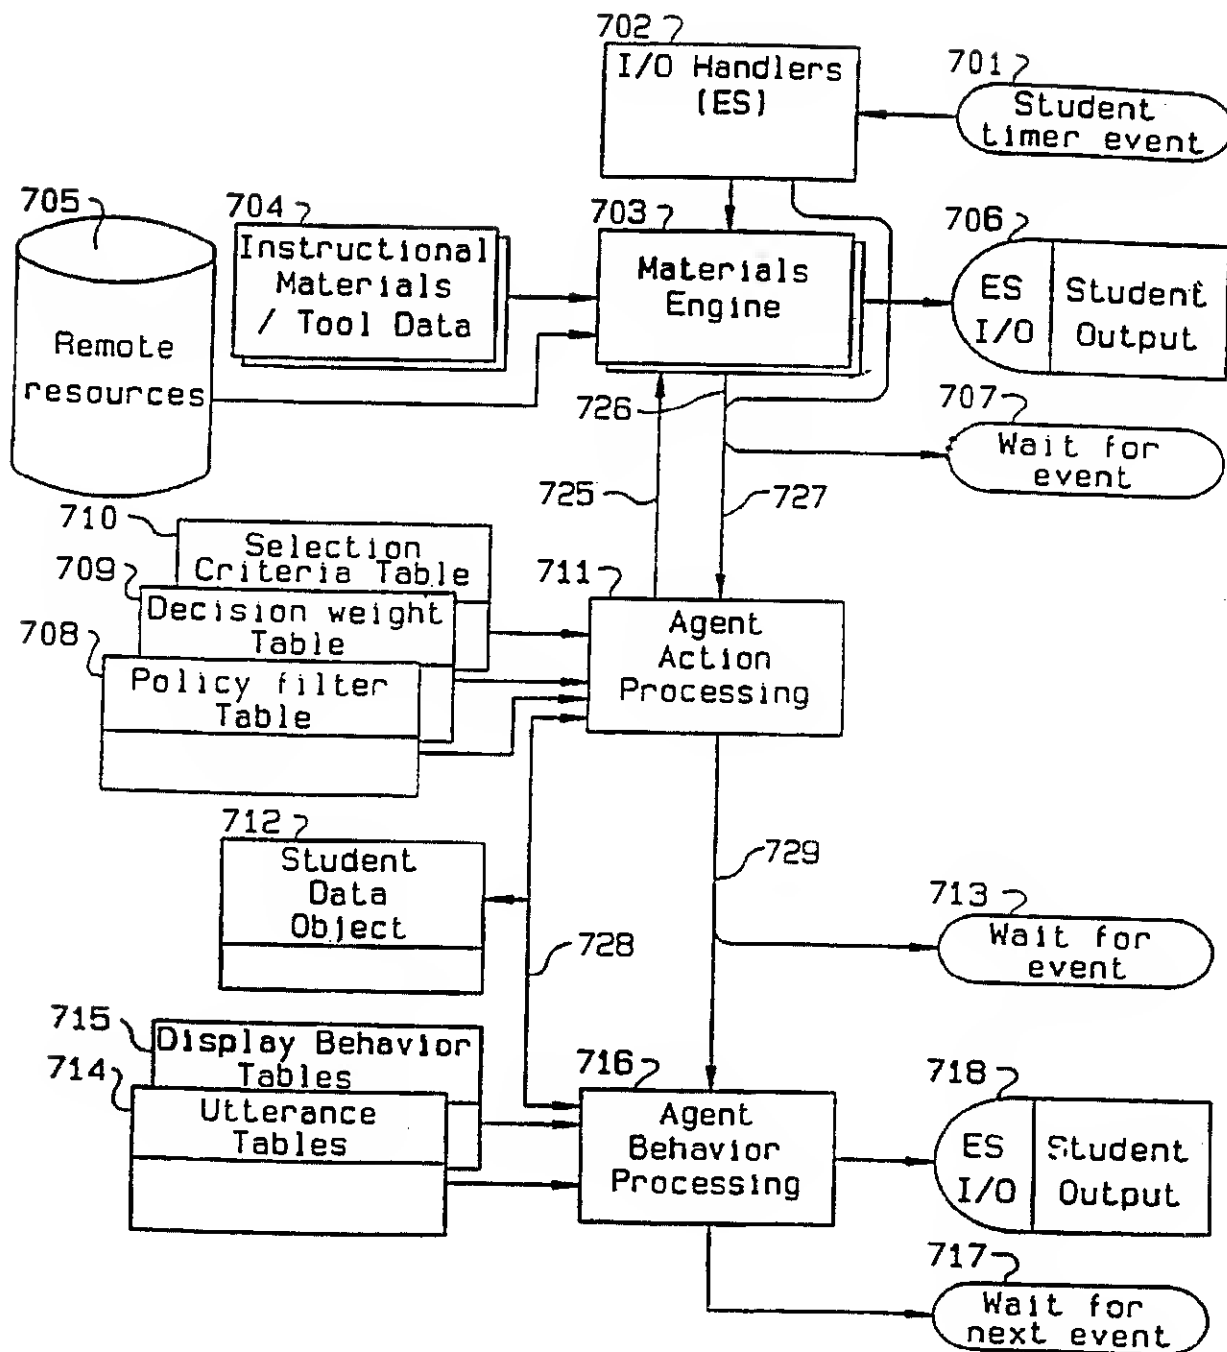 702
I/O Handlers
(ES)
701
Student
timer event
705
Remote
resources
704
Instructional
Materials
/ Tool Data
703
Materials
Engine
706
ES
I/O
Student
Output
726
707
Wait for
event
725
727
710
Selection
Criteria Table
709
Decision weight
Table
708
Policy filter
Table
711
Agent
Action
Processing
712
Student
Data
Object
729
728
713
Wait for
event
715
Display Behavior
Tables
714
Utterance
Tables
716
Agent
Behavior
Processing
718
ES
I/O
Student
Output
717
Wait for
next event